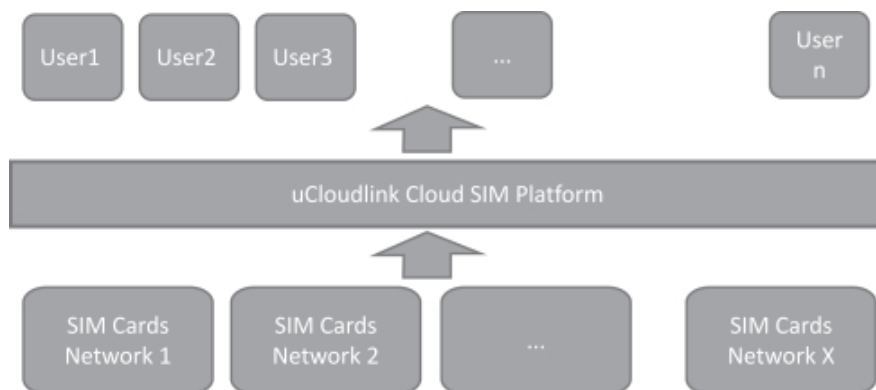 User1
User2
User3
...
User
n
uCloudlink Cloud SIM Platform
SIM Cards
Network 1
SIM Cards
Network 2
...
SIM Cards
Network X